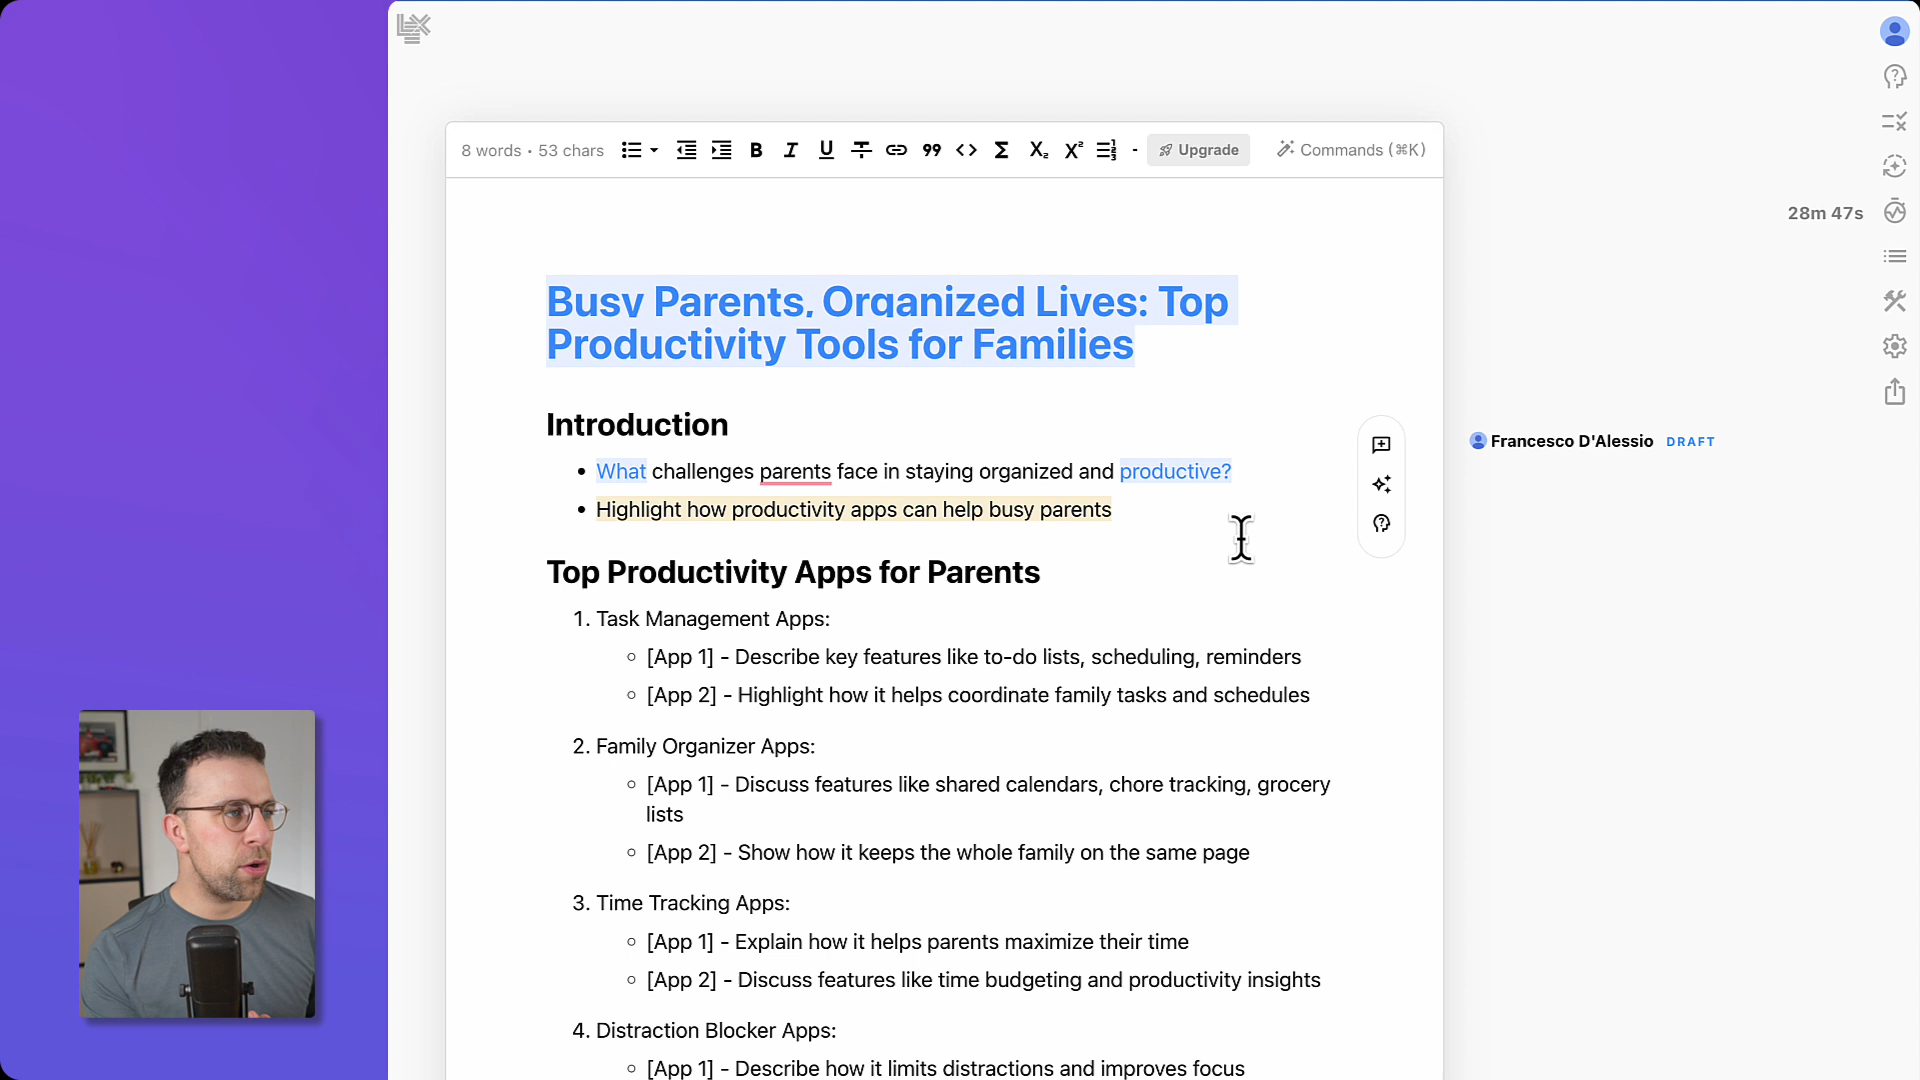 LEX
8 words • 53 chars
B I U 99 <> Σ X₂ X² Upgrade Commands (⌘K)
28m 47s
Busy Parents, Organized Lives: Top
Productivity Tools for Families
Introduction
• What challenges parents face in staying organized and productive?
• Highlight how productivity apps can help busy parents
Francesco D'Alessio DRAFT
Top Productivity Apps for Parents
1. Task Management Apps:
◦ [App 1] - Describe key features like to-do lists, scheduling, reminders
◦ [App 2] - Highlight how it helps coordinate family tasks and schedules
2. Family Organizer Apps:
◦ [App 1] - Discuss features like shared calendars, chore tracking, grocery
lists
◦ [App 2] - Show how it keeps the whole family on the same page
3. Time Tracking Apps:
◦ [App 1] - Explain how it helps parents maximize their time
◦ [App 2] - Discuss features like time budgeting and productivity insights
4. Distraction Blocker Apps:
◦ [App 1] - Describe how it limits distractions and improves focus